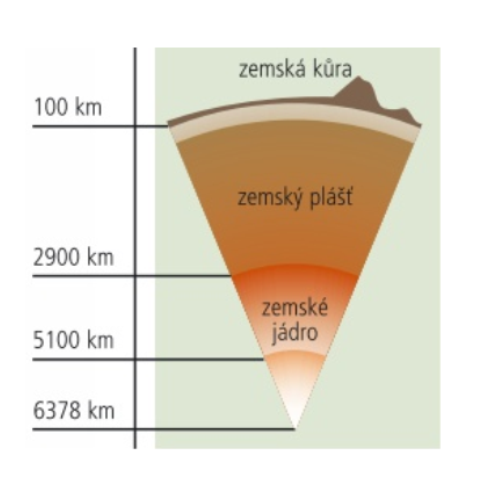 zemská kůra
100 km
zemský plášť
2900 km
zemské
jádro
5100 km
6378 km